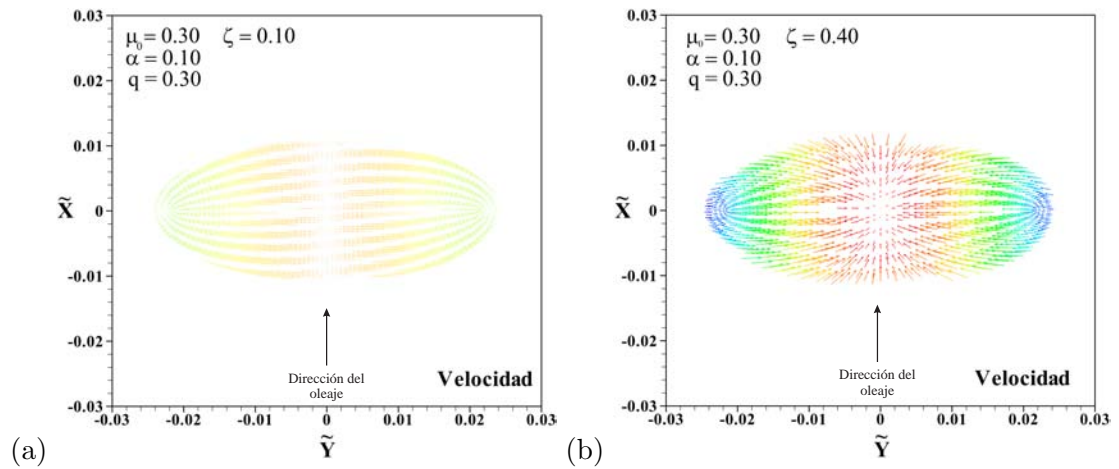 0.03
μ₀ = 0.30 ζ = 0.10
α = 0.10
q = 0.30
0.02
0.01
X̃
0
-0.01
-0.02
-0.03
-0.03 -0.02 -0.01 0 0.01 0.02 0.03
Dirección del
oleaje
Velocidad
Ỹ
(a)
0.03
μ₀ = 0.30 ζ = 0.40
α = 0.10
q = 0.30
0.02
0.01
X̃
0
-0.01
-0.02
-0.03
-0.03 -0.02 -0.01 0 0.01 0.02 0.03
Dirección del
oleaje
Velocidad
Ỹ
(b)